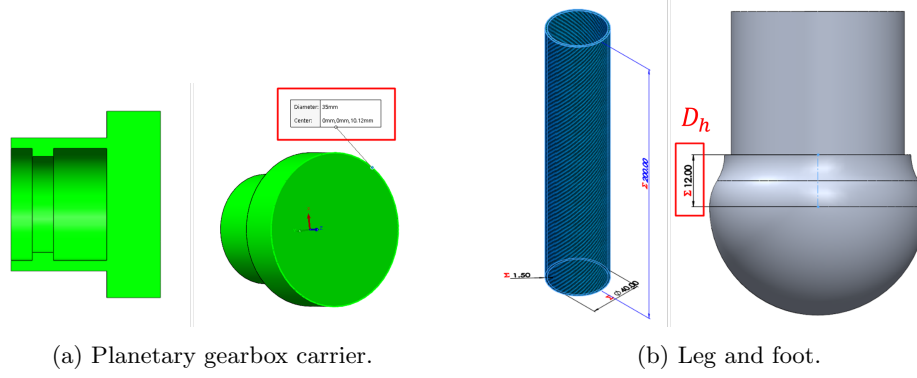 Diameter: 35mm
Center: 0mm,0mm,10.12mm
Σ 200.00
Σ 1.50
Σ ∅40.00
D_h
Σ 12.00
(a) Planetary gearbox carrier.
(b) Leg and foot.